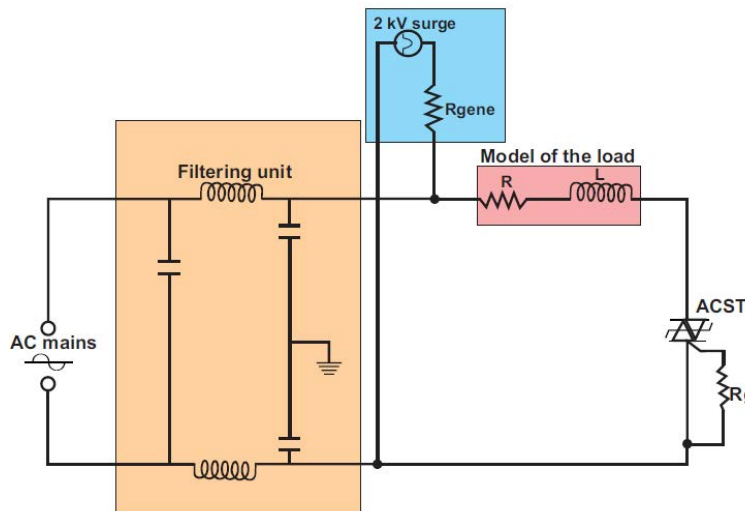 2 kV surge
Rgene
Filtering unit
Model of the load
R
L
AC mains
ACST